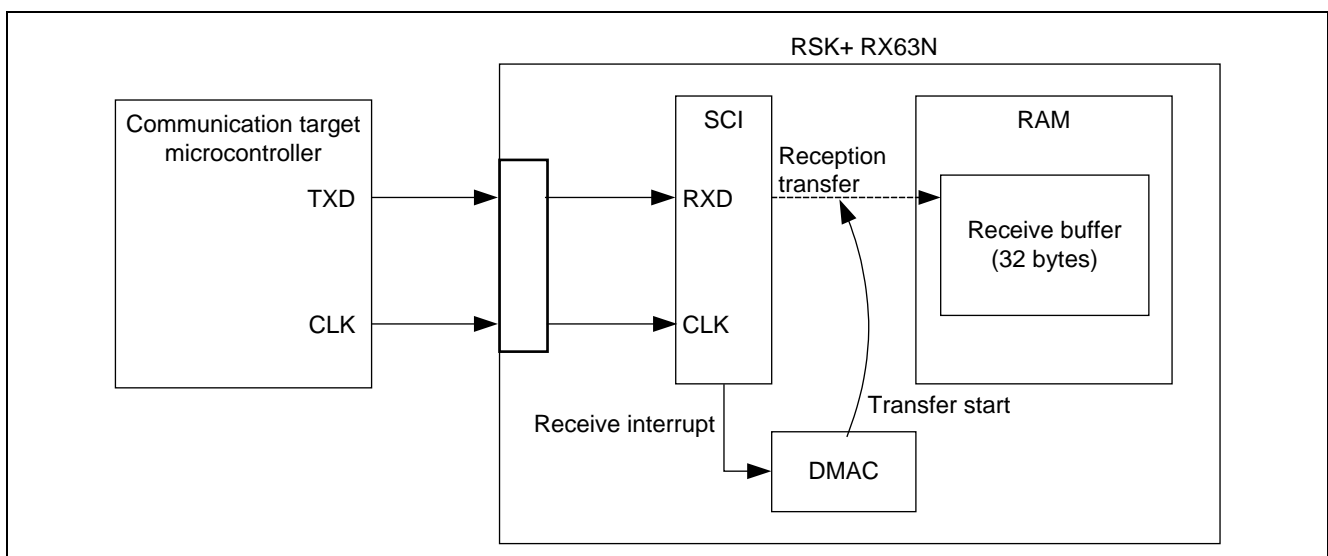 RSK+ RX63N
Communication target
microcontroller
TXD
CLK
SCI
RXD
CLK
Reception
transfer
RAM
Receive buffer
(32 bytes)
Receive interrupt
Transfer start
DMAC